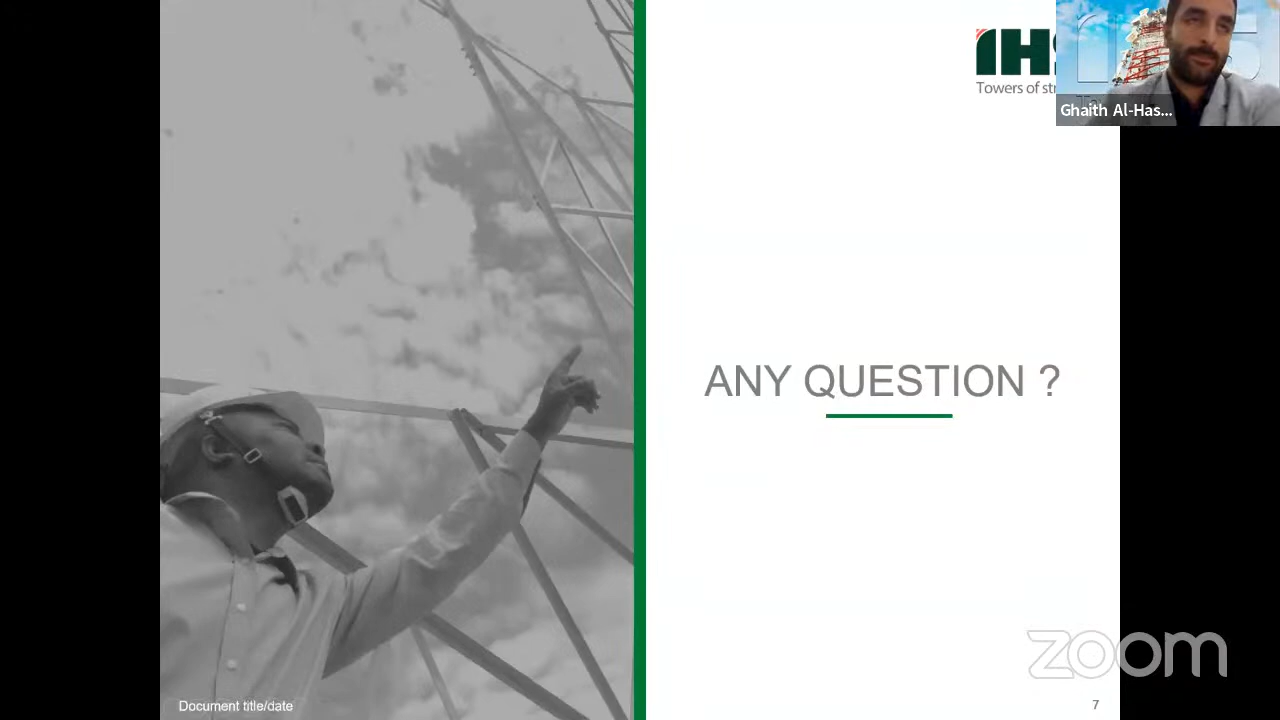 IHS
Towers of str
Ghaith Al-Has...
ANY QUESTION ?
zoom
Document title/date
7